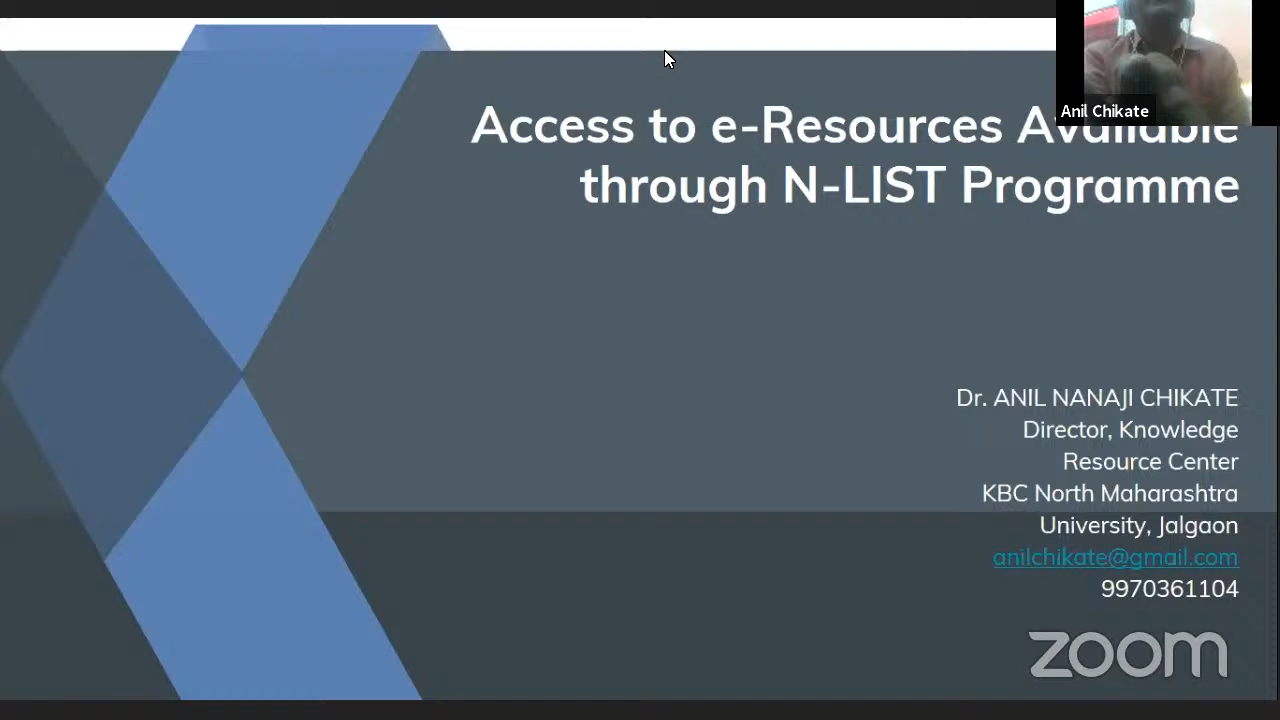 Anil Chikate
Access to e-Resources Available
through N-LIST Programme
Dr. ANIL NANAJI CHIKATE
Director, Knowledge
Resource Center
KBC North Maharashtra
University, Jalgaon
anilchikate@gmail.com
9970361104
zoom